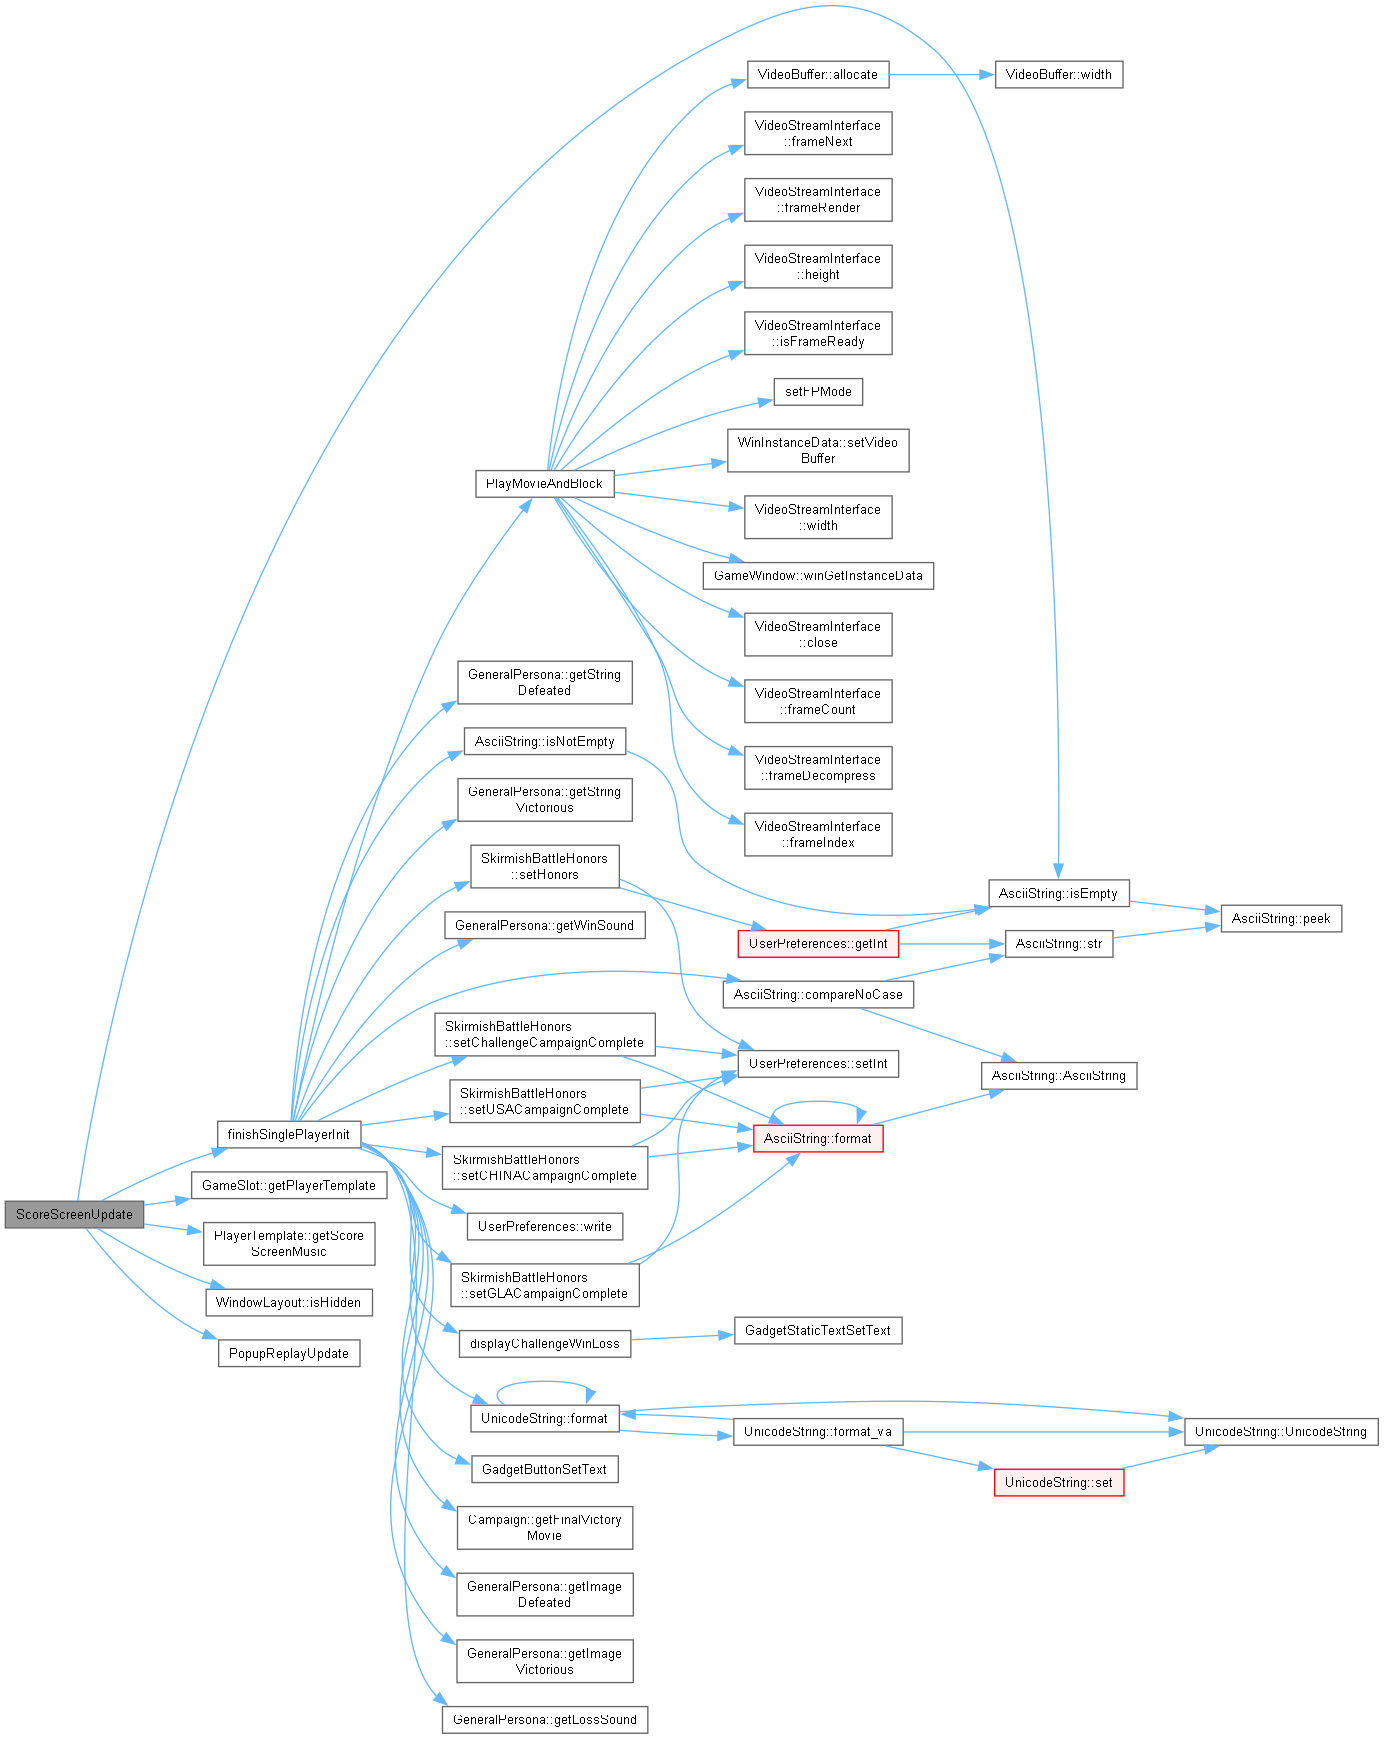 VideoBuffer::allocate
VideoBuffer::width
VideoStreamInterface
::frameNext
VideoStreamInterface
::frameRender
VideoStreamInterface
::height
VideoStreamInterface
::isFrameReady
setFPMode
WinInstanceData::setVideo
Buffer
PlayMovieAndBlock
VideoStreamInterface
::width
GameWindow::winGetInstanceData
VideoStreamInterface
::close
VideoStreamInterface
::frameCount
VideoStreamInterface
::frameDecompress
VideoStreamInterface
::frameIndex
GeneralPersona::getString
Defeated
AsciiString::isNotEmpty
GeneralPersona::getString
Victorious
SkirmishBattleHonors
::setHonors
GeneralPersona::getWinSound
UserPreferences::getInt
AsciiString::isEmpty
AsciiString::peek
AsciiString::str
AsciiString::compareNoCase
SkirmishBattleHonors
::setChallengeCampaignComplete
UserPreferences::setInt
AsciiString::AsciiString
SkirmishBattleHonors
::setUSACampaignComplete
AsciiString::format
finishSinglePlayerInit
SkirmishBattleHonors
::setCHINACampaignComplete
GameSlot::getPlayerTemplate
ScoreScreenUpdate
UserPreferences::write
PlayerTemplate::getScore
ScreenMusic
SkirmishBattleHonors
::setGLACampaignComplete
WindowLayout::isHidden
PopupReplayUpdate
displayChallengeWinLoss
GadgetStaticTextSetText
UnicodeString::format
UnicodeString::format_va
UnicodeString::UnicodeString
GadgetButtonSetText
UnicodeString::set
Campaign::getFinalVictory
Movie
GeneralPersona::getImage
Defeated
GeneralPersona::getImage
Victorious
GeneralPersona::getLossSound